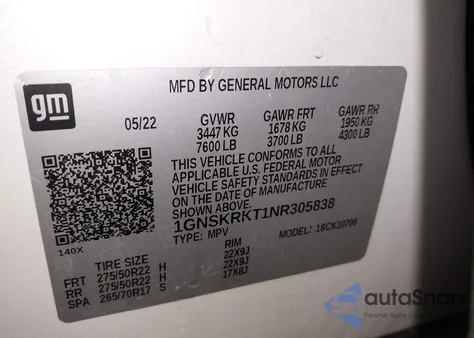 gm
MFD BY GENERAL MOTORS LLC
05/22 GVWR GAWR FRT GAWR RR
3447 KG 1678 KG 1950 KG
7600 LB 3700 LB 4300 LB
THIS VEHICLE CONFORMS TO ALL
APPLICABLE U.S. FEDERAL MOTOR
VEHICLE SAFETY STANDARDS IN EFFECT
ON THE DATE OF MANUFACTURE
1GNSKRKT1NR305838
TYPE: MPV MODEL: 18CK10706
140X
TIRE SIZE RIM
FRT 275/50R22 H 22X9J
RR 275/50R22 H 22X9J
SPA 265/70R17 S 17X8J
autaSnap
Pewne auta